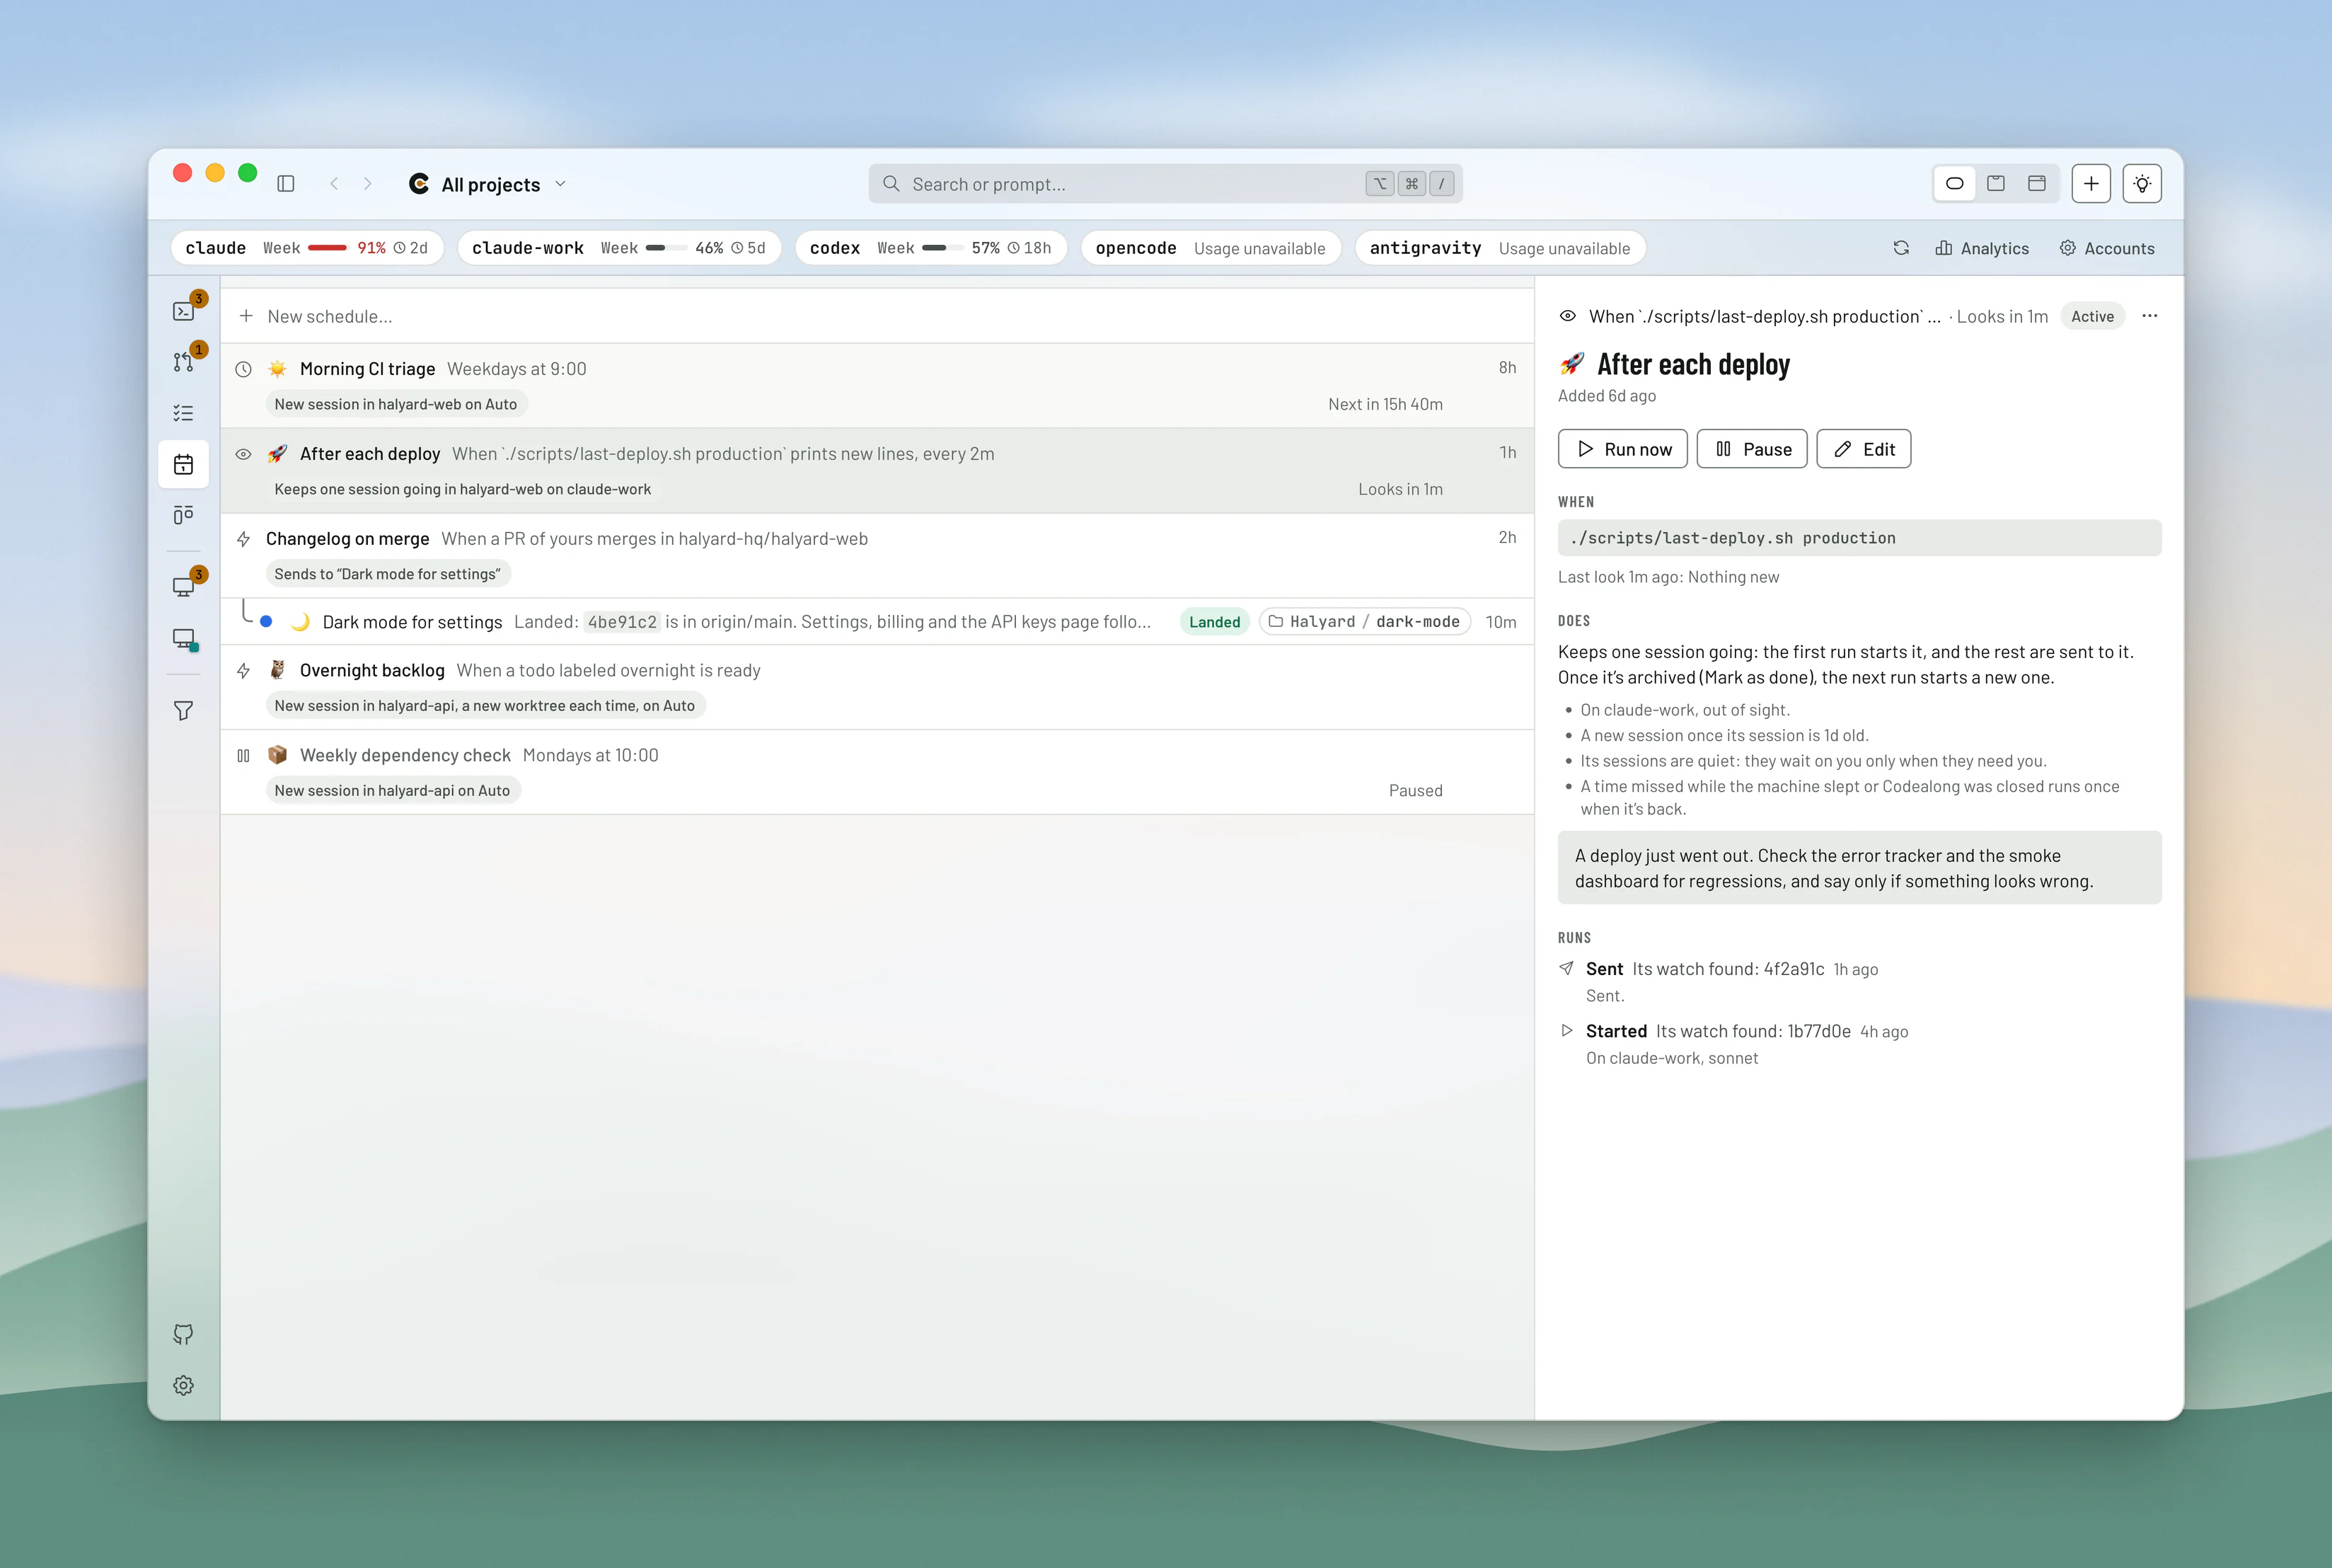 All projects
Search or prompt...
⌥ ⌘ /
claude Week 91% 2d
claude-work Week 46% 5d
codex Week 57% 18h
opencode Usage unavailable
antigravity Usage unavailable
Analytics
Accounts
3
1
3
New schedule...
Morning CI triage Weekdays at 9:00 8h
New session in halyard-web on Auto Next in 15h 40m
After each deploy When `./scripts/last-deploy.sh production` prints new lines, every 2m 1h
Keeps one session going in halyard-web on claude-work Looks in 1m
Changelog on merge When a PR of yours merges in halyard-hq/halyard-web 2h
Sends to “Dark mode for settings”
Dark mode for settings Landed: 4be91c2 is in origin/main. Settings, billing and the API keys page follo... Landed Halyard / dark-mode 10m
Overnight backlog When a todo labeled overnight is ready
New session in halyard-api, a new worktree each time, on Auto
Weekly dependency check Mondays at 10:00
New session in halyard-api on Auto Paused
When `./scripts/last-deploy.sh production` ... · Looks in 1m Active
After each deploy
Added 6d ago
Run now Pause Edit
WHEN
./scripts/last-deploy.sh production
Last look 1m ago: Nothing new
DOES
Keeps one session going: the first run starts it, and the rest are sent to it.
Once it’s archived (Mark as done), the next run starts a new one.
• On claude-work, out of sight.
• A new session once its session is 1d old.
• Its sessions are quiet: they wait on you only when they need you.
• A time missed while the machine slept or Codealong was closed runs once
when it’s back.
A deploy just went out. Check the error tracker and the smoke
dashboard for regressions, and say only if something looks wrong.
RUNS
Sent Its watch found: 4f2a91c 1h ago
Sent.
Started Its watch found: 1b77d0e 4h ago
On claude-work, sonnet